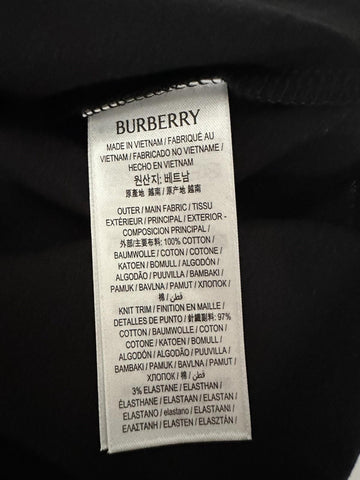 BURBERRY
MADE IN VIETNAM / FABRIQUÉ AU
VIETNAM / FABRICADO NO VIETNAME /
HECHO EN VIETNAM
원산지: 베트남
原產地 越南 / 原产地 越南
OUTER / MAIN FABRIC / TISSU
EXTÉRIEUR / PRINCIPAL / EXTERIOR -
COMPOSICION PRINCIPAL /
外部/主要布料: 100% COTTON /
BAUMWOLLE / COTON / COTONE /
KATOEN / BOMULL / ALGODÓN /
ALGODÃO / PUUVILLA / BAMBAKI /
PAMUK / BAVLNA / PAMUT / ХЛОПОК /
棉 / قطن /
KNIT TRIM / FINITION EN MAILLE /
DETALLES DE PUNTO / 針織副料: 97%
COTTON / BAUMWOLLE / COTON /
COTONE / KATOEN / BOMULL /
ALGODÓN / ALGODÃO / PUUVILLA /
BAMBAKI / PAMUK / BAVLNA / PAMUT /
ХЛОПОК / 棉 / قطن /
3% ELASTANE / ELASTHAN /
ÉLASTHANNE / ELASTAN / ELASTAAN /
ELASTANO / elastano / ELASTAANI /
ΕΛΑΣΤΑΝΗ / ELASTEN / ELASZTÁN /